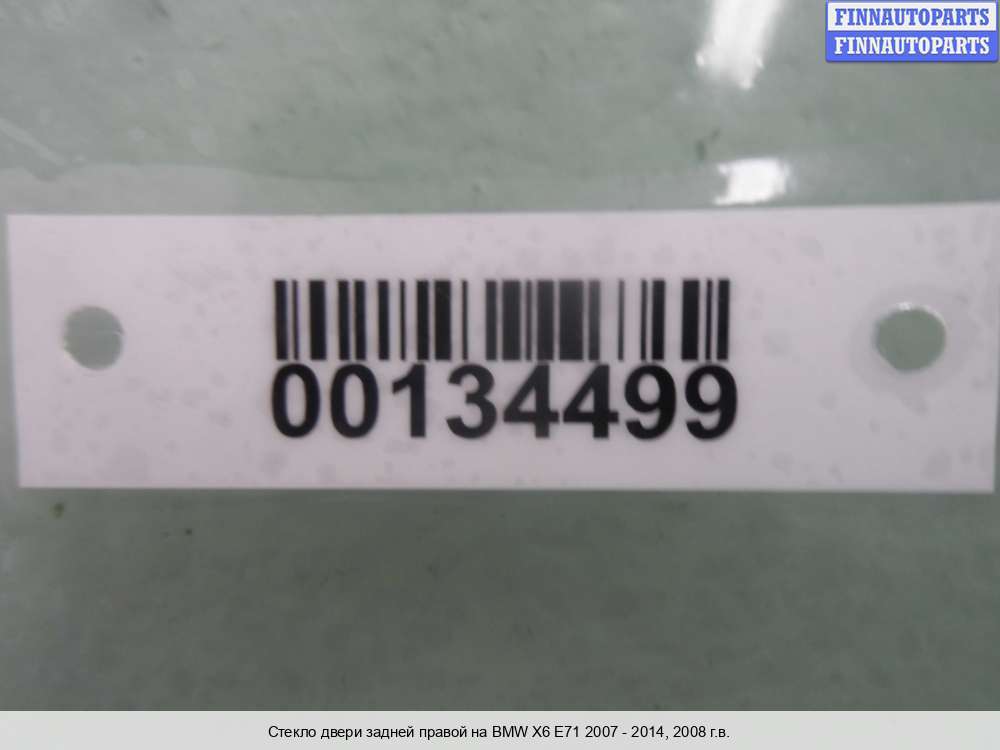 FINNAUTOPARTS
FINNAUTOPARTS
00134499
Стекло двери задней правой на BMW X6 E71 2007 - 2014, 2008 г.в.